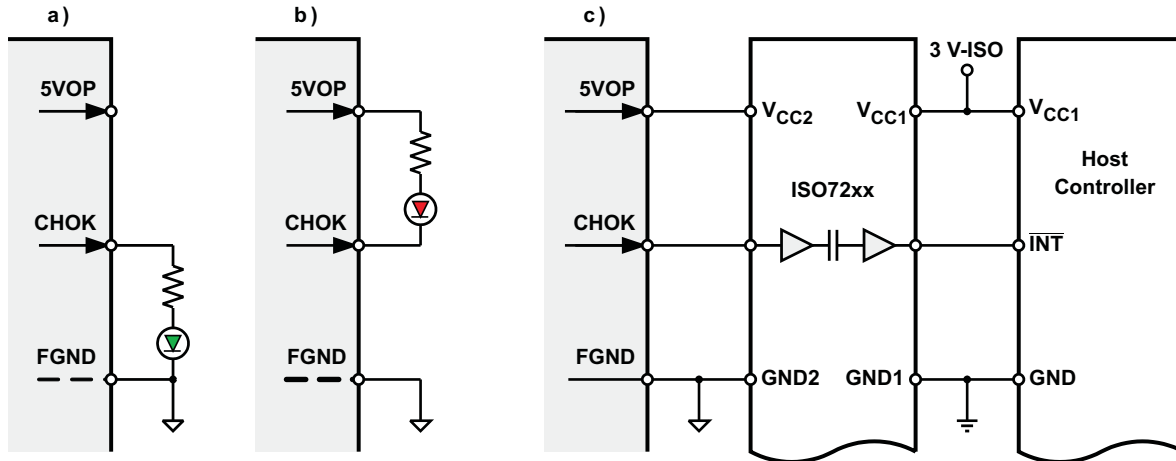 a)
5VOP
CHOK
FGND
b)
5VOP
CHOK
FGND
c)
5VOP
CHOK
FGND
VCC2
VCC1
ISO72xx
GND2
GND1
3 V-ISO
VCC1
Host
Controller
INT
GND